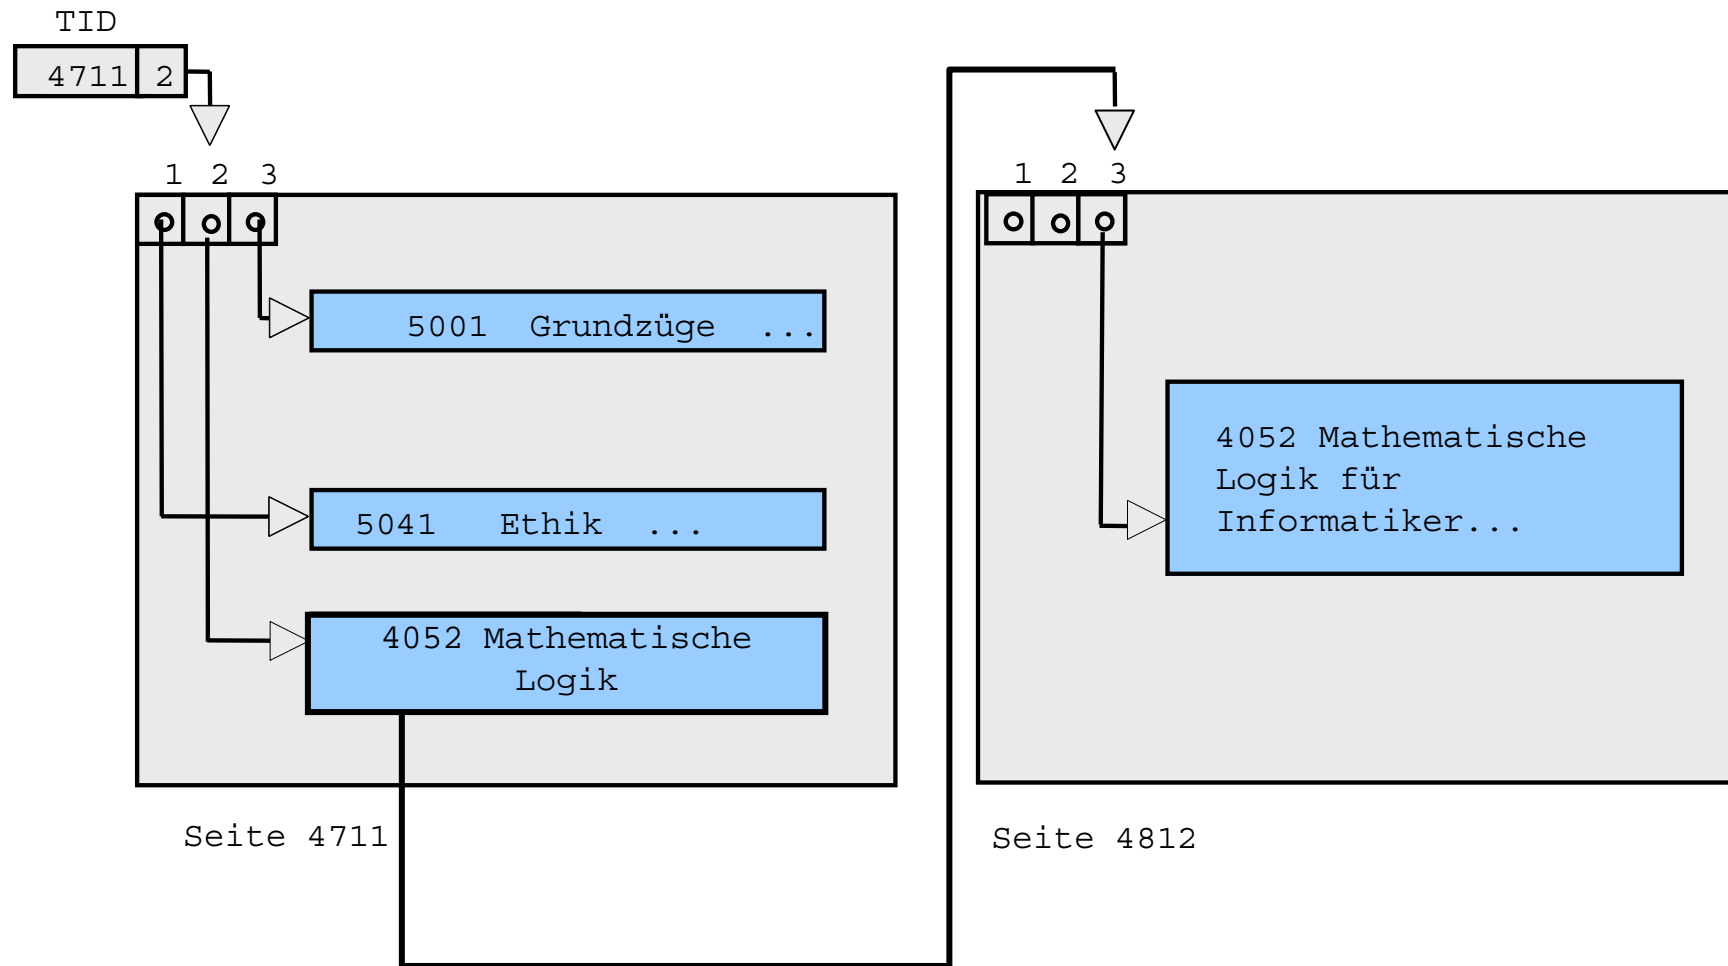 TID
4711 2
1 2 3
5001 Grundzüge ...
5041 Ethik ...
4052 Mathematische
Logik
Seite 4711
1 2 3
4052 Mathematische
Logik für
Informatiker...
Seite 4812